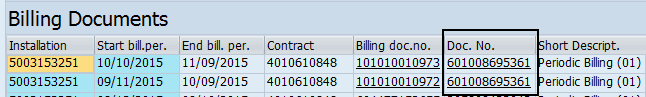 Billing Documents
Installation Start bill.per. End bill. per. Contract Billing doc.no. Doc. No. Short Descript.
5003153251 10/10/2015 11/09/2015 4010610848 101010010973 601008695361 Periodic Billing (01)
5003153251 09/11/2015 10/09/2015 4010610848 101010010972 601008695361 Periodic Billing (01)